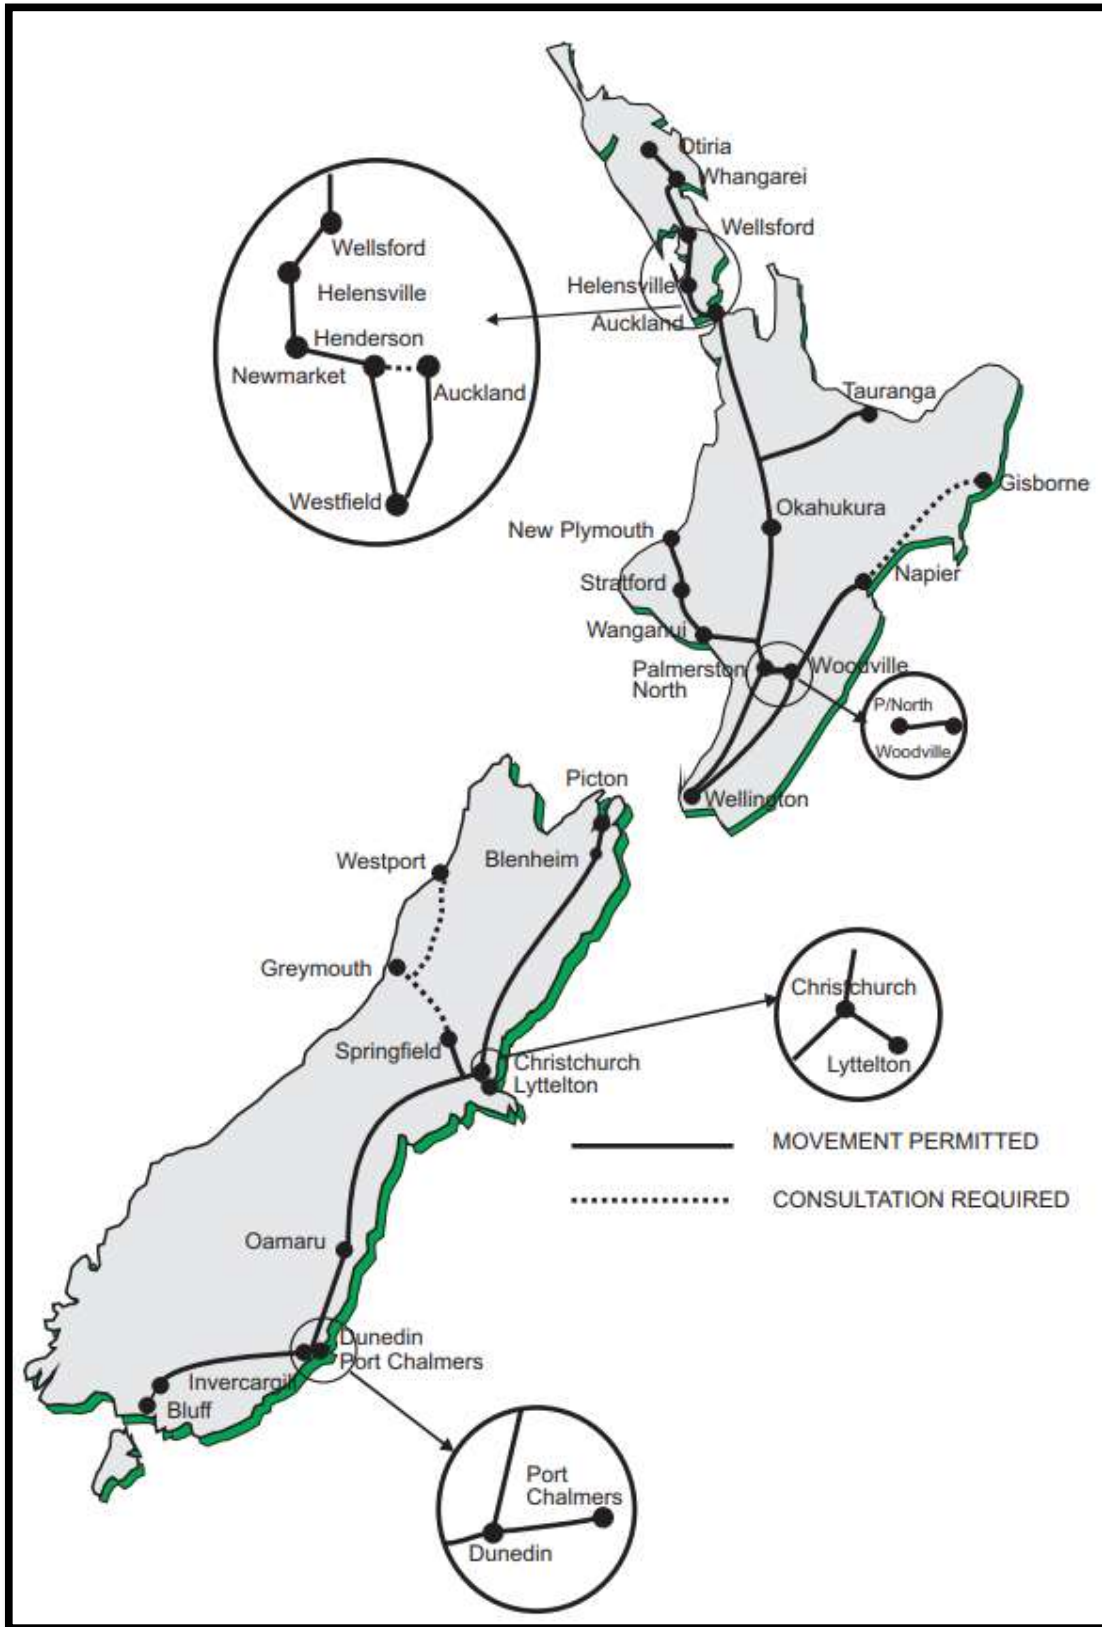 Otiria
Whangarei
Wellsford
Helensville
Auckland
Wellsford
Helensville
Henderson
Newmarket
Auckland
Westfield
Tauranga
Gisborne
Okahukura
New Plymouth
Stratford
Napier
Wanganui
Palmerston
North
Woodville
P/North
Woodville
Wellington
Picton
Blenheim
Westport
Greymouth
Springfield
Christchurch
Lyttelton
Christchurch
Lyttelton
MOVEMENT PERMITTED
CONSULTATION REQUIRED
Oamaru
Dunedin
Port Chalmers
Invercargill
Bluff
Port
Chalmers
Dunedin